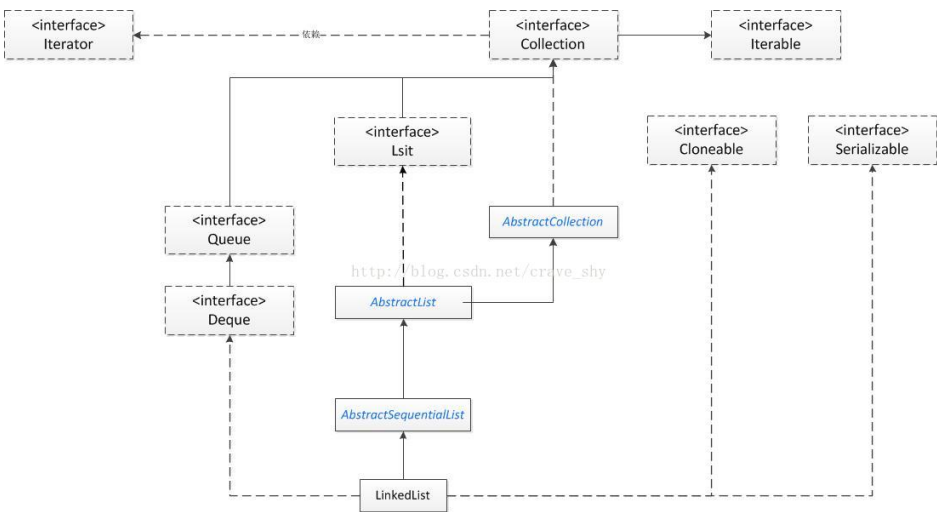 <interface>
Iterator
依赖
<interface>
Collection
<interface>
Iterable
<interface>
Lsit
<interface>
Cloneable
<interface>
Serializable
<interface>
Queue
AbstractCollection
http://blog.csdn.net/crave_shy
<interface>
Deque
AbstractList
AbstractSequentialList
LinkedList